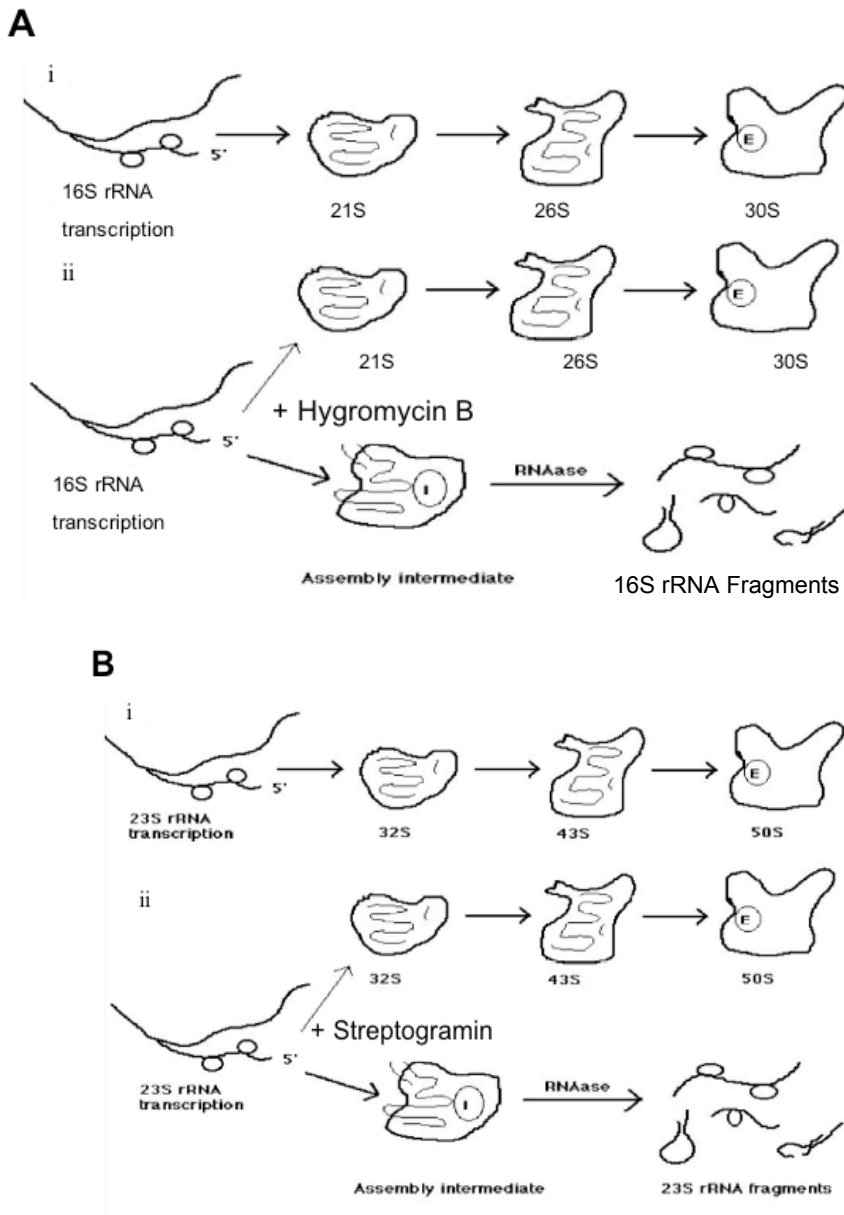 A
i
E
5'
16S rRNA
transcription
21S
26S
30S
ii
E
21S
26S
30S
+ Hygromycin B
5'
16S rRNA
transcription
I
RNAase
Assembly intermediate
16S rRNA Fragments
B
i
E
5'
23S rRNA
transcription
32S
43S
50S
ii
E
32S
43S
50S
+ Streptogramin
5'
23S rRNA
transcription
I
RNAase
Assembly intermediate
23S rRNA fragments